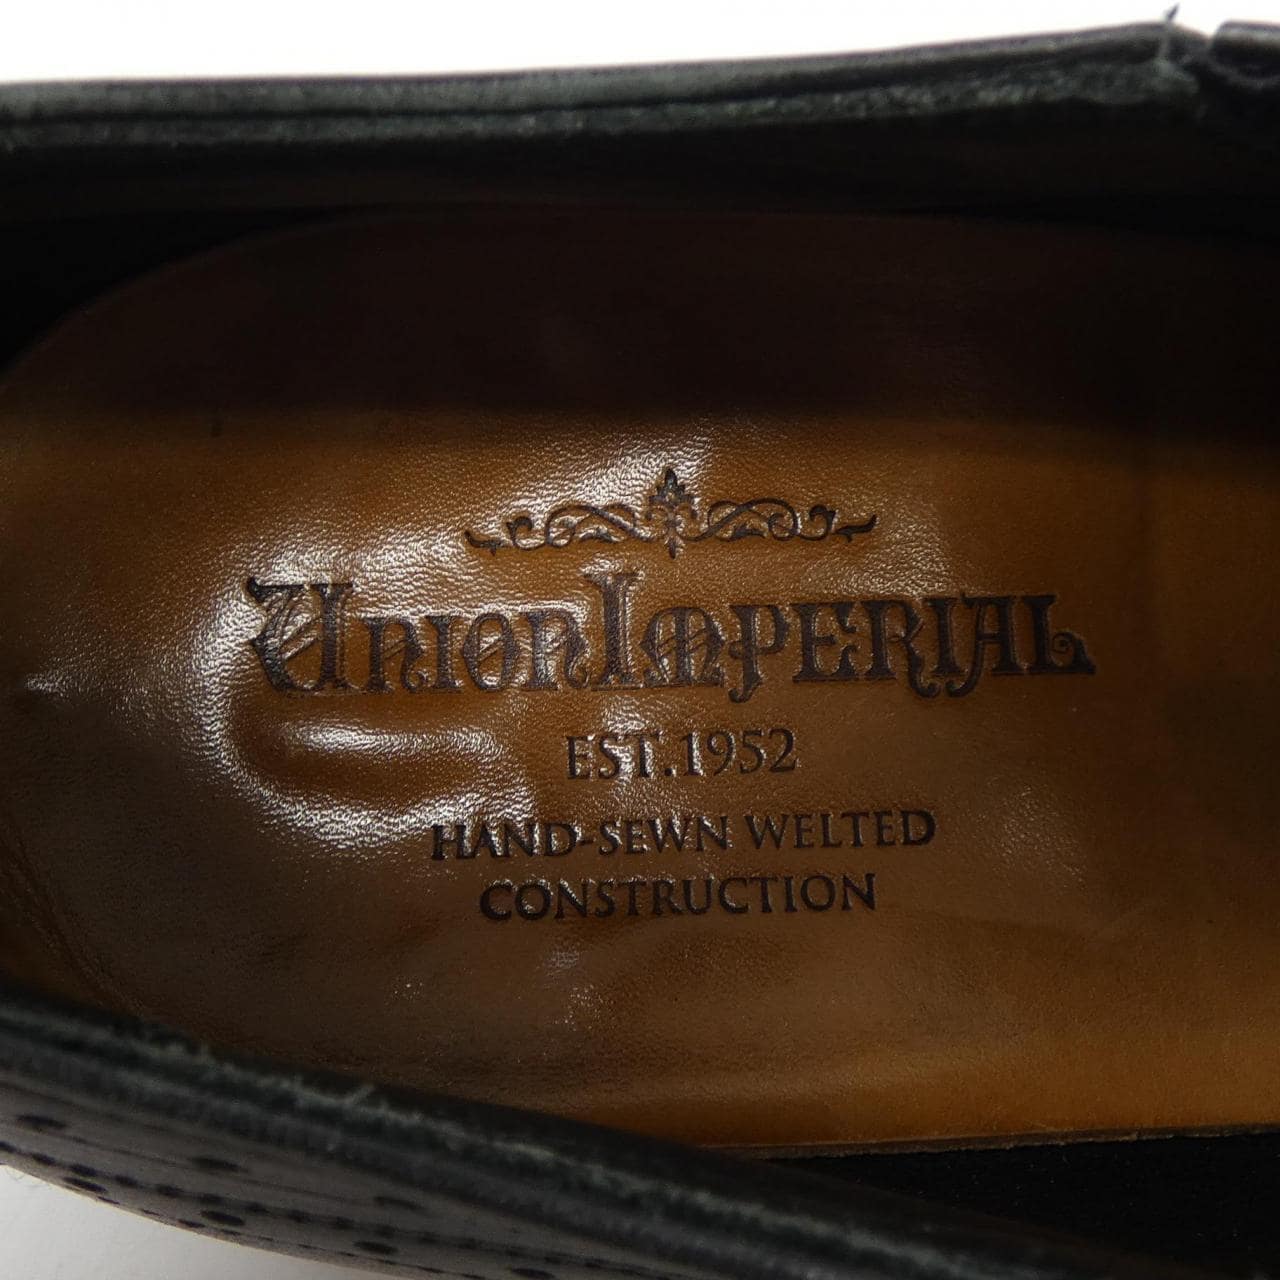 UNIONIMPERIAL
EST.1952
HAND-SEWN WELTED
CONSTRUCTION